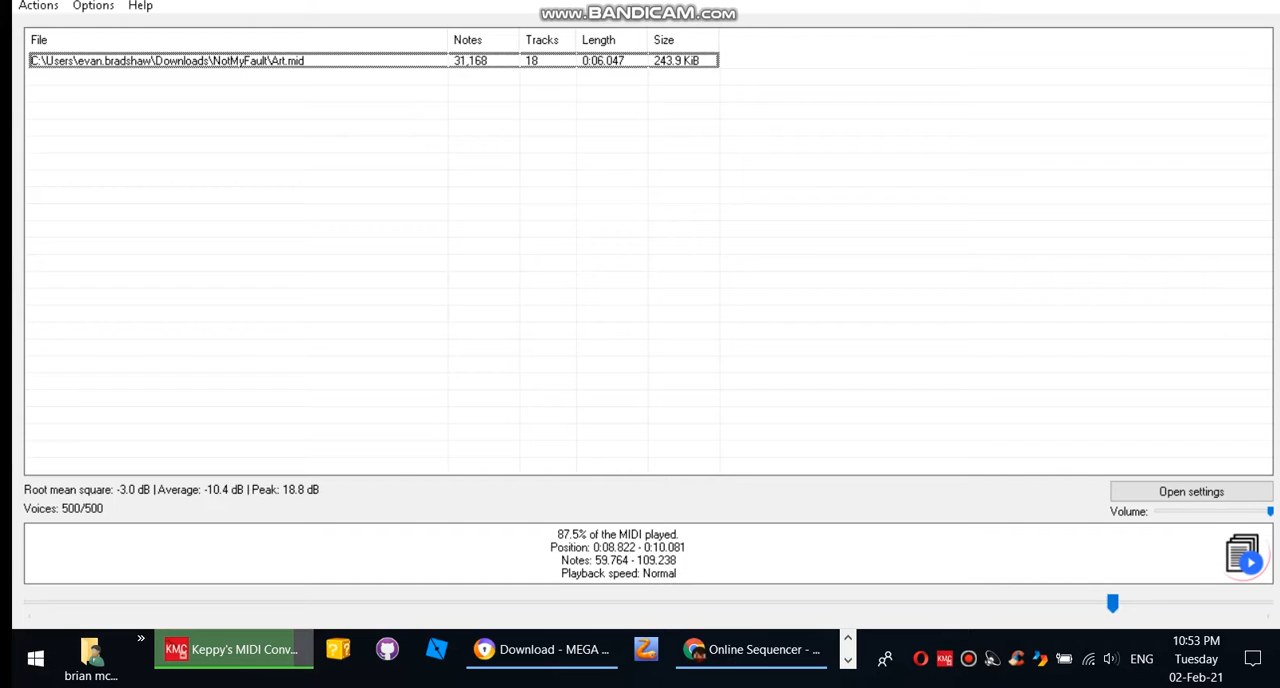 Actions Options Help
www.BANDICAM.com
File Notes Tracks Length Size
C:\Users\evan.bradshaw\Downloads\NotMyFault\Art.mid 31,168 18 0:06.047 243.9 KiB
Root mean square: -3.0 dB | Average: -10.4 dB | Peak: 18.8 dB
Open settings
Voices: 500/500
Volume:
87.5% of the MIDI played.
Position: 0:08.822 - 0:10.081
Notes: 59.764 - 109.238
Playback speed: Normal
brian mc...
»
KMC Keppy's MIDI Conv...
Download - MEGA ...
Online Sequencer - ...
KMC
ENG
10:53 PM
Tuesday
02-Feb-21